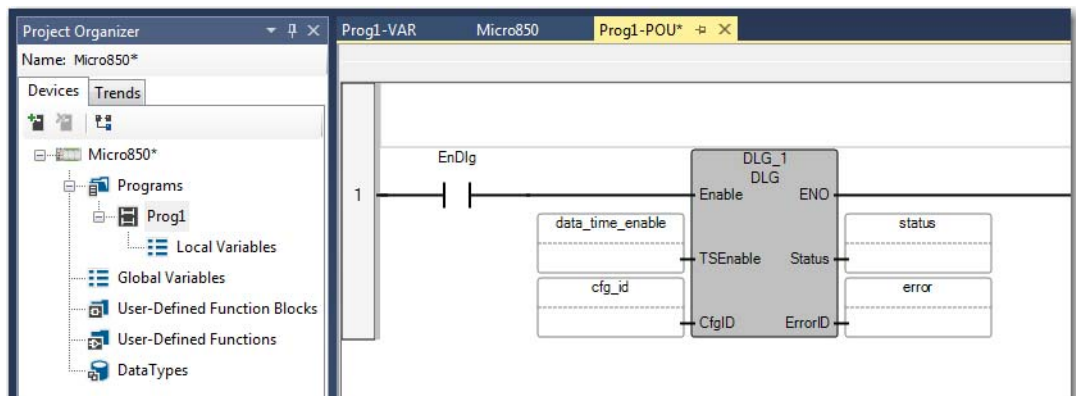 Project Organizer
Name: Micro850*
Devices Trends
Micro850*
Programs
Prog1
Local Variables
Global Variables
User-Defined Function Blocks
User-Defined Functions
DataTypes
Prog1-VAR Micro850 Prog1-POU*
1
EnDlg
DLG_1
DLG
Enable ENO
data_time_enable
status
TSEnable Status
cfg_id
error
CfgID ErrorID